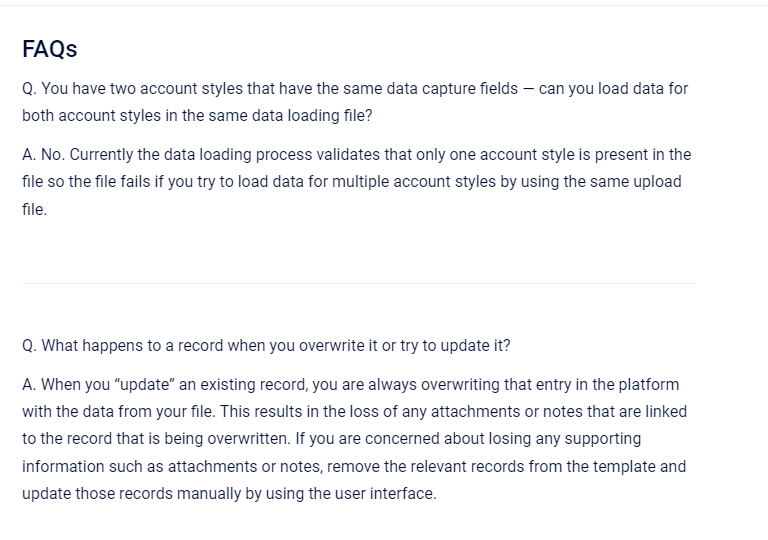 FAQs
Q. You have two account styles that have the same data capture fields — can you load data for
both account styles in the same data loading file?
A. No. Currently the data loading process validates that only one account style is present in the
file so the file fails if you try to load data for multiple account styles by using the same upload
file.
Q. What happens to a record when you overwrite it or try to update it?
A. When you “update” an existing record, you are always overwriting that entry in the platform
with the data from your file. This results in the loss of any attachments or notes that are linked
to the record that is being overwritten. If you are concerned about losing any supporting
information such as attachments or notes, remove the relevant records from the template and
update those records manually by using the user interface.